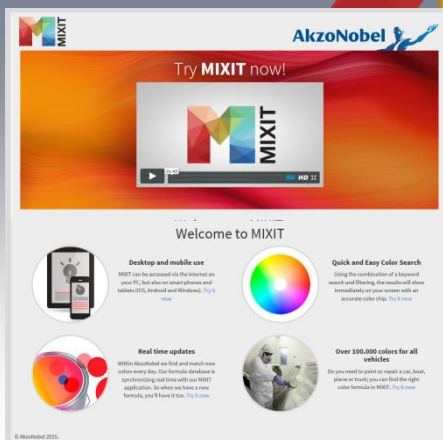 MIXIT
AkzoNobel
Try MIXIT now!
MIXIT
01:43
HD
Welcome to MIXIT
Desktop and mobile use
MIXIT can be accessed via the internet on
your PC, but also on smart phones and
tablets (IOS, Android and Windows). Try it
now
Quick and Easy Color Search
Using the combination of a keyword
search and filtering, the results will show
immediately on your screen with an
accurate color chip. Try it now
Real time updates
Within AkzoNobel we find and match new
colors every day. Our formula database is
synchronizing real time with our MIXIT
application. So when we have a new
formula, you'll have it too. Try it now
Over 100.000 colors for all
vehicles
Do you need to paint or repair a car, boat,
plane or truck; you can find the right
color formula in MIXIT. Try it now
© AkzoNobel 2015.